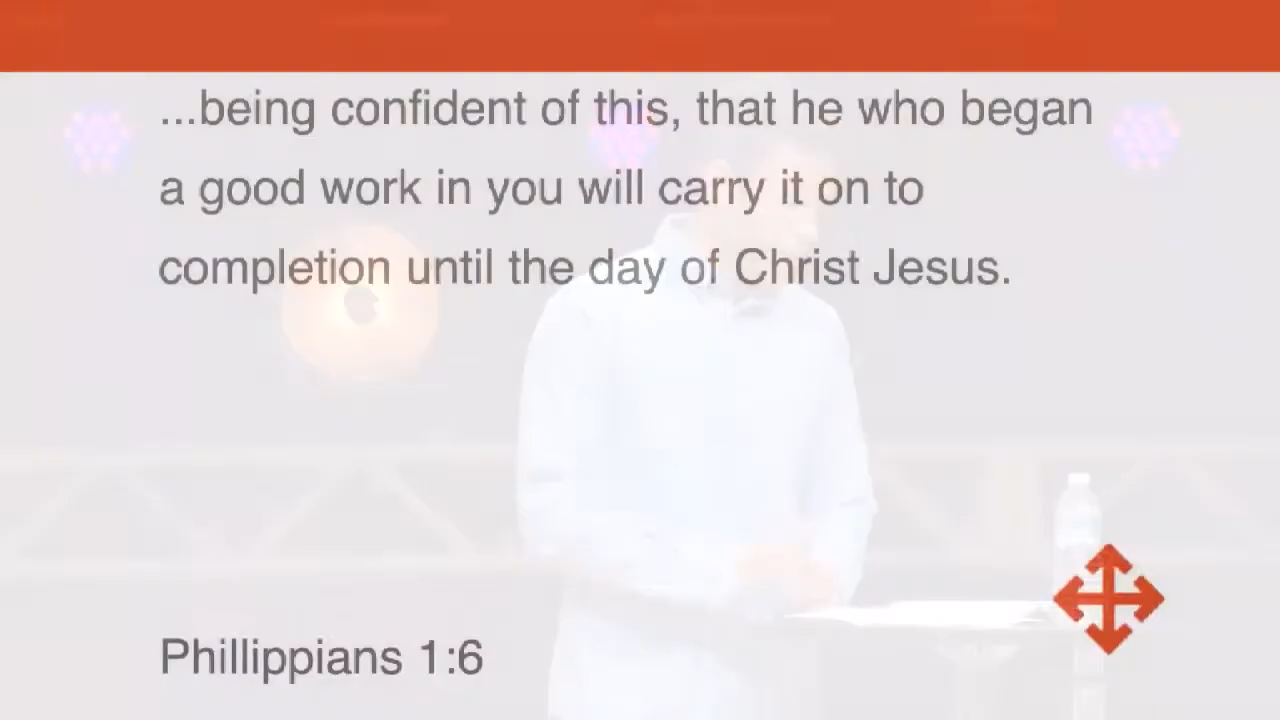 ...being confident of this, that he who began
a good work in you will carry it on to
completion until the day of Christ Jesus.
Phillippians 1:6